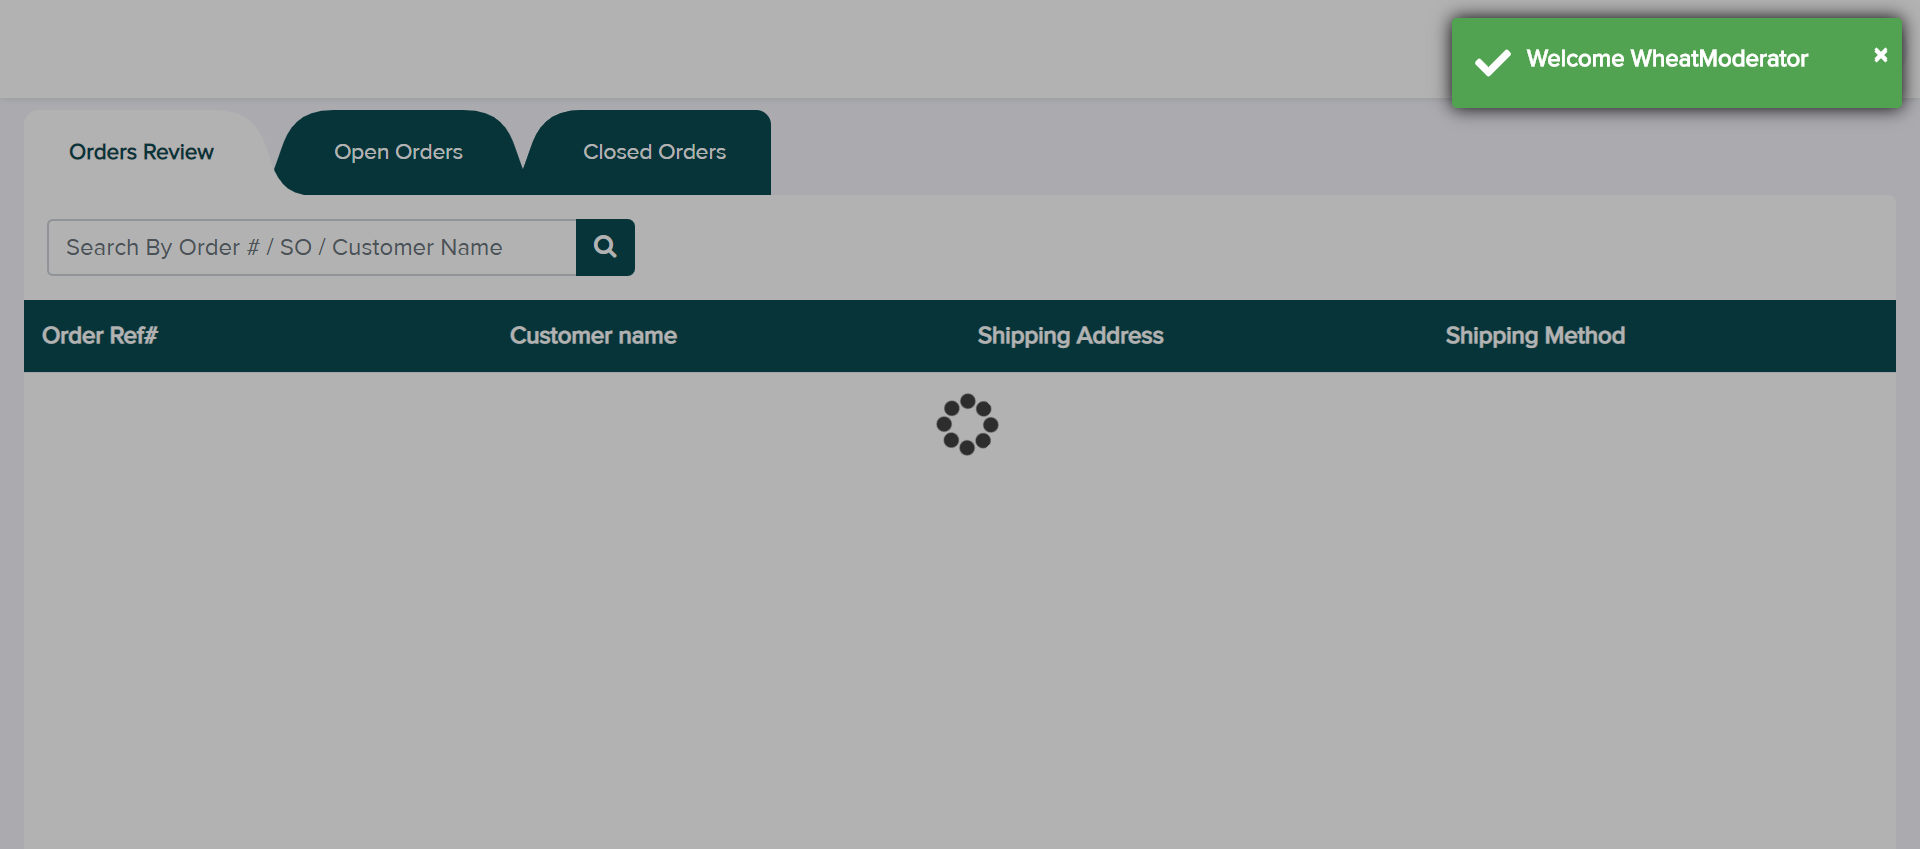 Welcome WheatModerator
Orders Review
Open Orders
Closed Orders
Search By Order # / SO / Customer Name
Order Ref#
Customer name
Shipping Address
Shipping Method